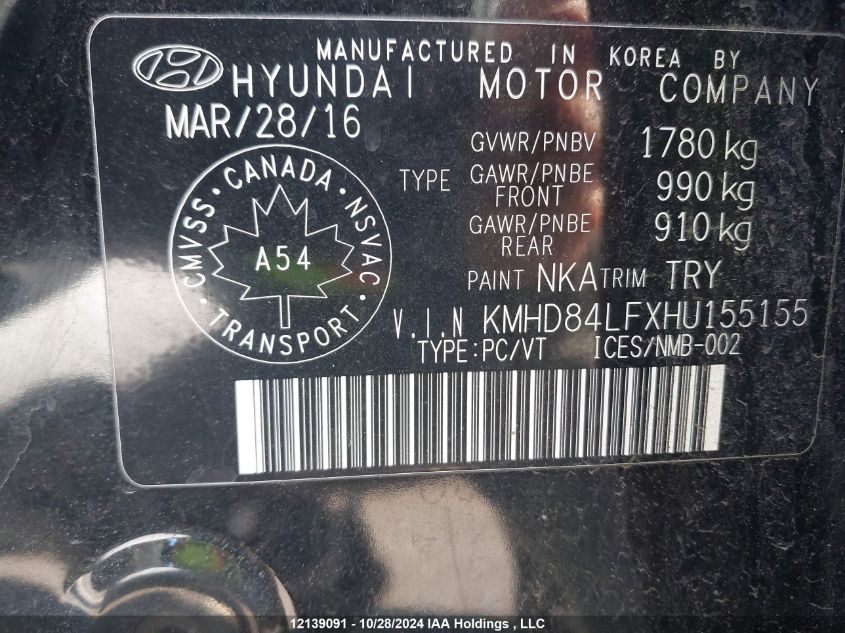 MANUFACTURED IN KOREA BY
HYUNDAI MOTOR COMPANY
MAR/28/16
GVWR/PNBV 1780 kg
TYPE GAWR/PNBE FRONT 990 kg
GAWR/PNBE REAR 910 kg
PAINT NKA TRIM TRY
CMVSS · CANADA · NSVAC
A54
· TRANSPORT ·
V.I.N KMHD84LFXHU155155
TYPE:PC/VT ICES/NMB-002
12139091 - 10/28/2024 IAA Holdings , LLC